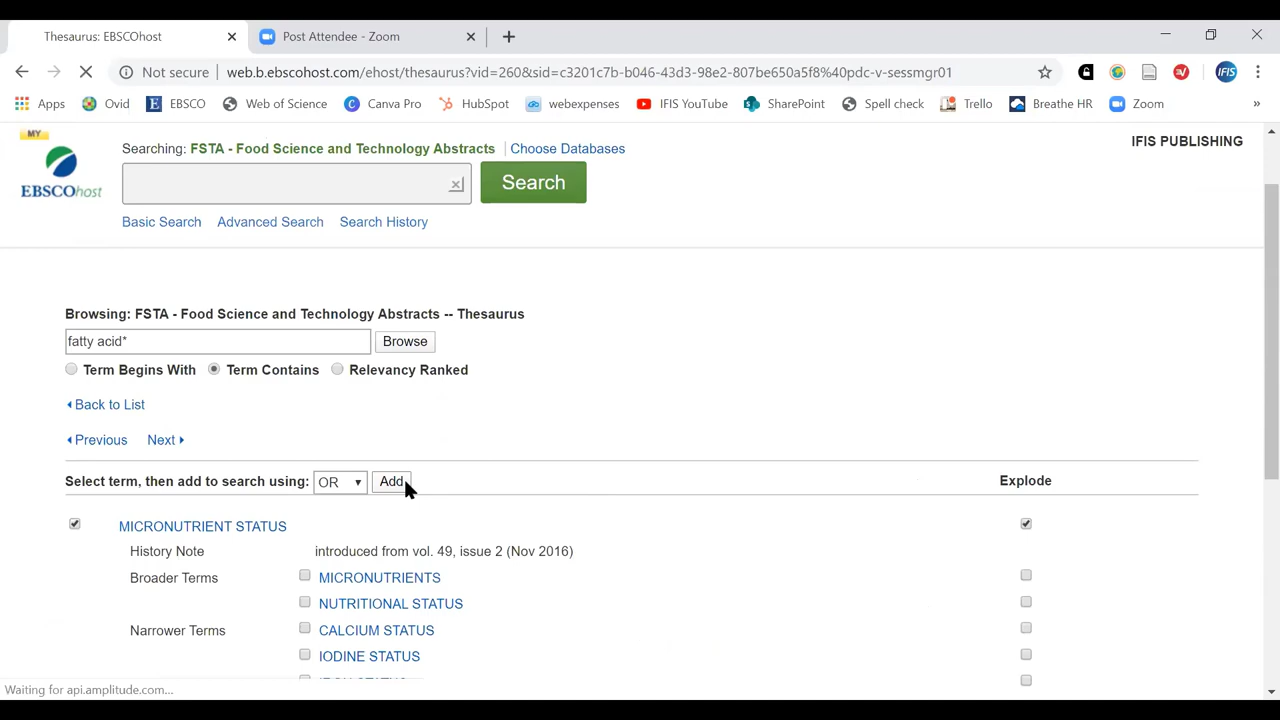 Thesaurus: EBSCOhost
Post Attendee - Zoom
Not secure web.b.ebscohost.com/ehost/thesaurus?vid=260&sid=c3201c7b-b046-43d3-98e2-807be650a5f8%40pdc-v-sessmgr01
IFIS
Apps Ovid EBSCO Web of Science Canva Pro HubSpot webexpenses IFIS YouTube SharePoint Spell check Trello Breathe HR Zoom »
MY
EBSCOhost
Searching: FSTA - Food Science and Technology Abstracts Choose Databases
IFIS PUBLISHING
Search
Basic Search Advanced Search Search History
Browsing: FSTA - Food Science and Technology Abstracts -- Thesaurus
fatty acid* Browse
Term Begins With Term Contains Relevancy Ranked
Back to List
Previous Next
Select term, then add to search using: OR Add Explode
MICRONUTRIENT STATUS
History Note introduced from vol. 49, issue 2 (Nov 2016)
Broader Terms MICRONUTRIENTS
NUTRITIONAL STATUS
Narrower Terms CALCIUM STATUS
IODINE STATUS
Waiting for api.amplitude.com...